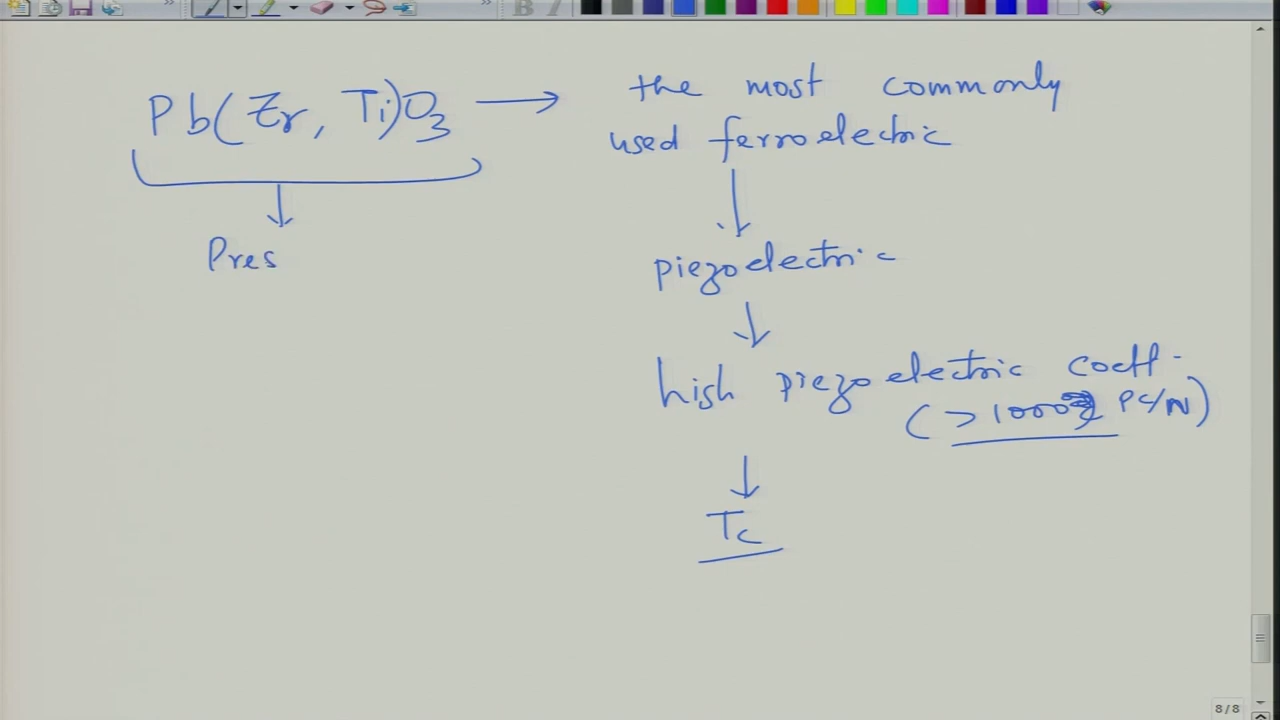 Pb(Zr, Ti)O3 → the most commonly
used ferroelectric
Pres
piezoelectric
high piezoelectric coeff.
(>1000 PC/N)
Tc
8/8